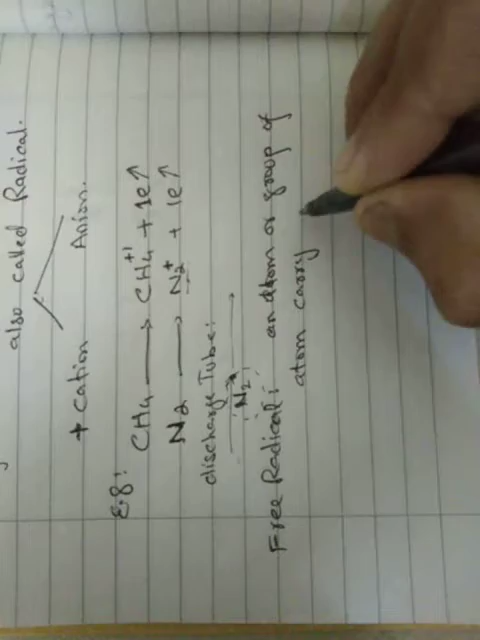 also called Radical.
+ Cation Anion.
E.g:
CH4 ⟶ CH4+1 + 1e↑
N2 ⟶ N2+ + 1e↑
discharge Tube:
N2
Free Radical: an atom or group of
atom carry